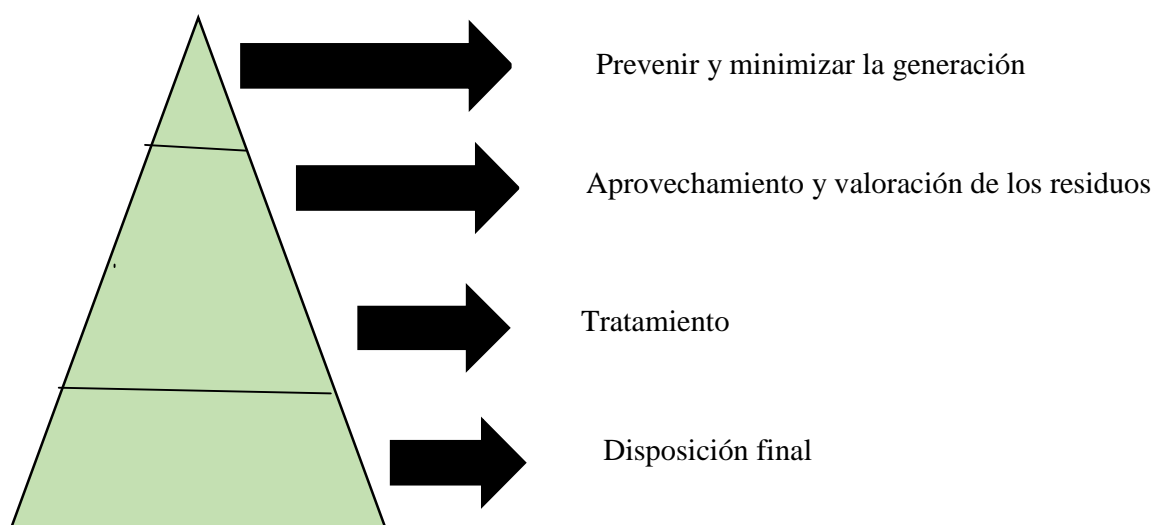 Prevenir y minimizar la generación
Aprovechamiento y valoración de los residuos
Tratamiento
Disposición final